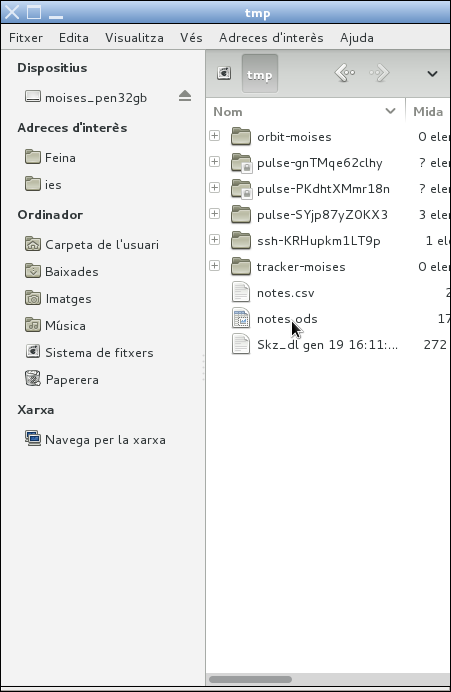 tmp
Fitxer Edita Visualitza Vés Adreces d'interès Ajuda
Dispositius
moises_pen32gb
Adreces d'interès
Feina
ies
Ordinador
Carpeta de l'usuari
Baixades
Imatges
Música
Sistema de fitxers
Paperera
Xarxa
Navega per la xarxa
tmp
Nom Mida
orbit-moises 0 ele
pulse-gnTMqe62clhy ? ele
pulse-PKdhtXMmr18n ? ele
pulse-SYjp87yZ0KX3 3 ele
ssh-KRHupkm1LT9p 1 el
tracker-moises 0 ele
notes.csv 2
notes.ods 17
Skz_dl gen 19 16:11:... 272